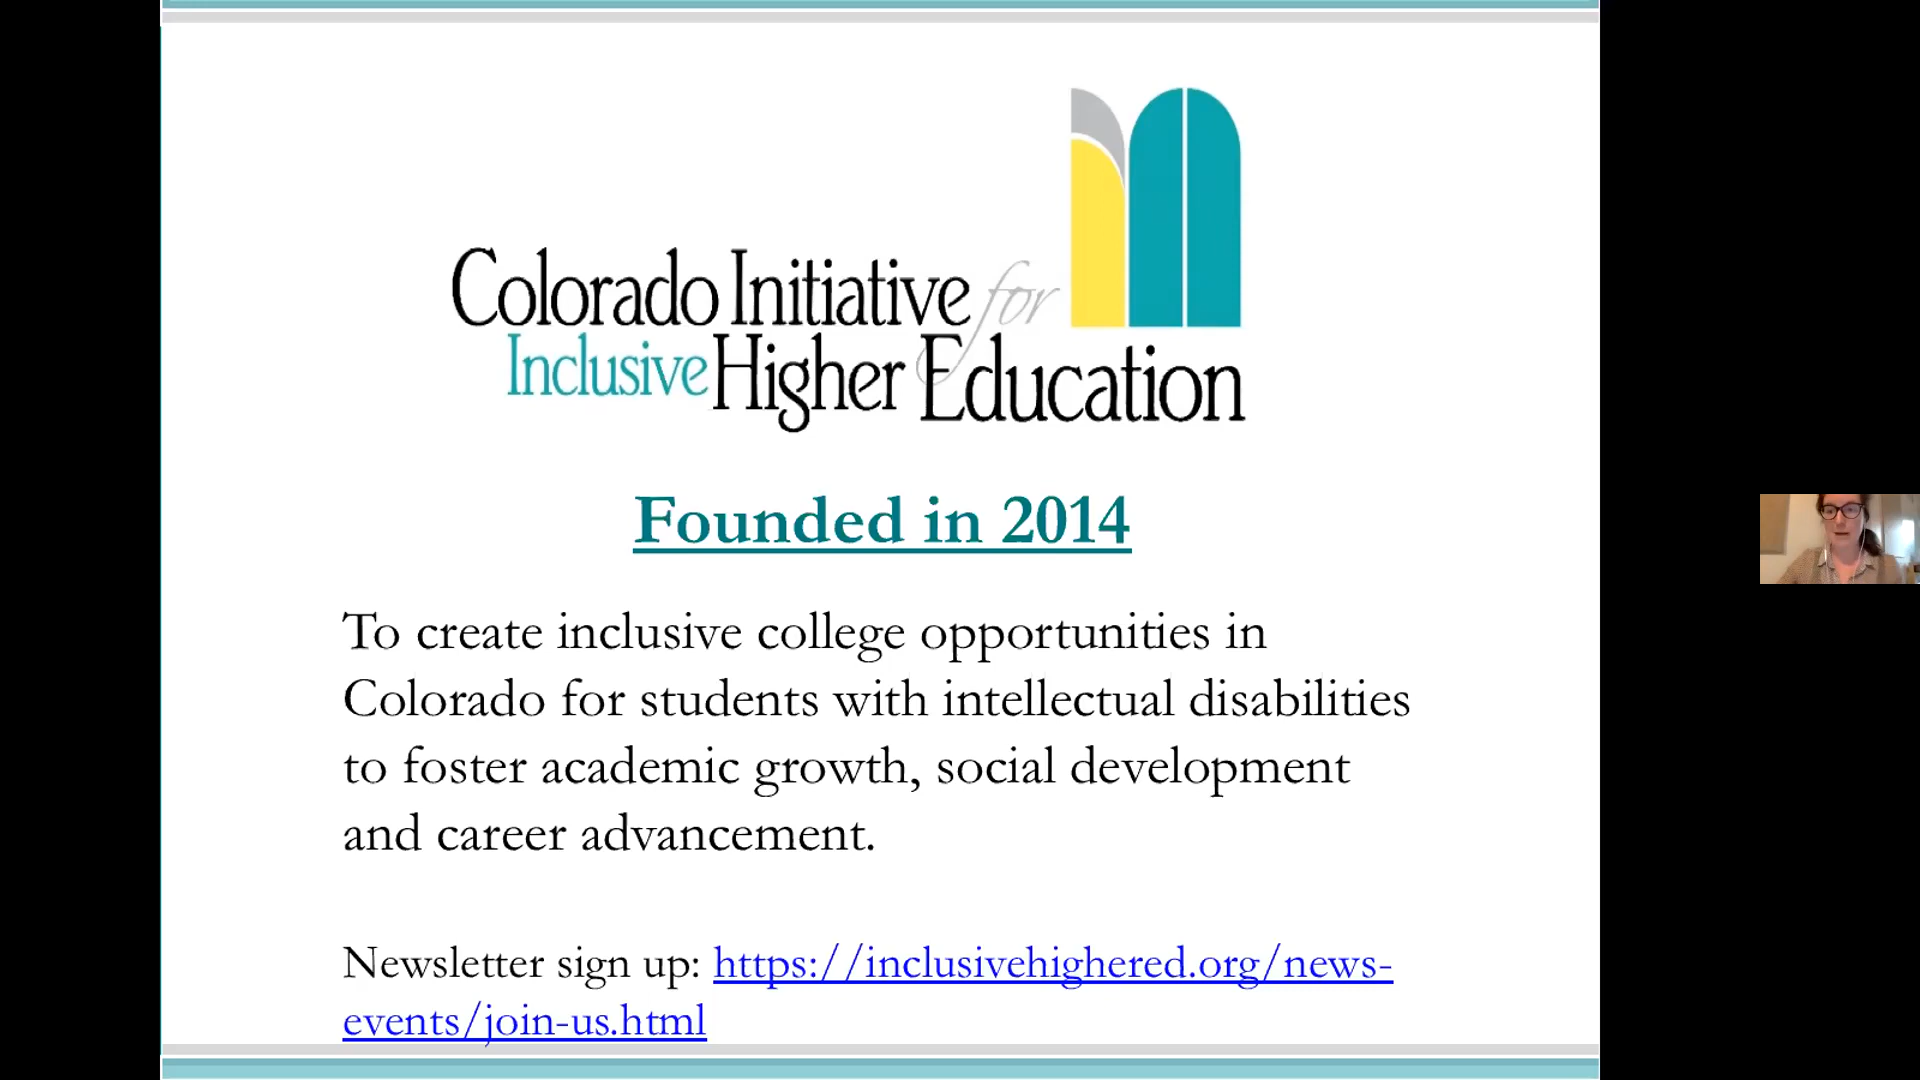 Colorado Initiative for
Inclusive Higher Education
Founded in 2014
To create inclusive college opportunities in
Colorado for students with intellectual disabilities
to foster academic growth, social development
and career advancement.
Newsletter sign up: https://inclusivehighered.org/news-
events/join-us.html